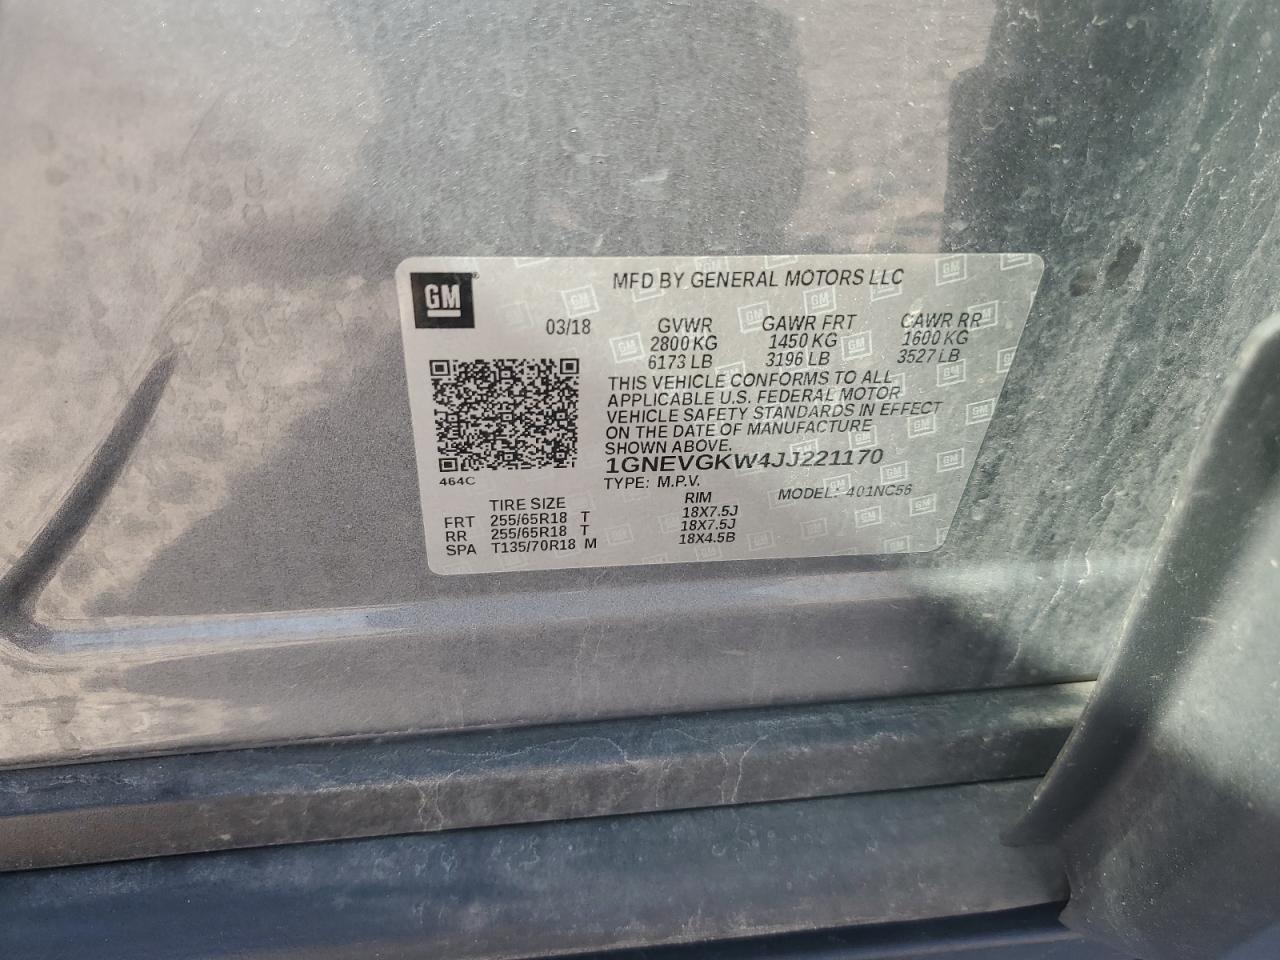 GM
MFD BY GENERAL MOTORS LLC
03/18 GVWR GAWR FRT GAWR RR
2800 KG 1450 KG 1600 KG
6173 LB 3196 LB 3527 LB
THIS VEHICLE CONFORMS TO ALL
APPLICABLE U.S. FEDERAL MOTOR
VEHICLE SAFETY STANDARDS IN EFFECT
ON THE DATE OF MANUFACTURE
SHOWN ABOVE.
1GNEVGKW4JJ221170
464C
TYPE: M.P.V. MODEL: 401NC56
TIRE SIZE RIM
FRT 255/65R18 T 18X7.5J
RR 255/65R18 T 18X7.5J
SPA T135/70R18 M 18X4.5B